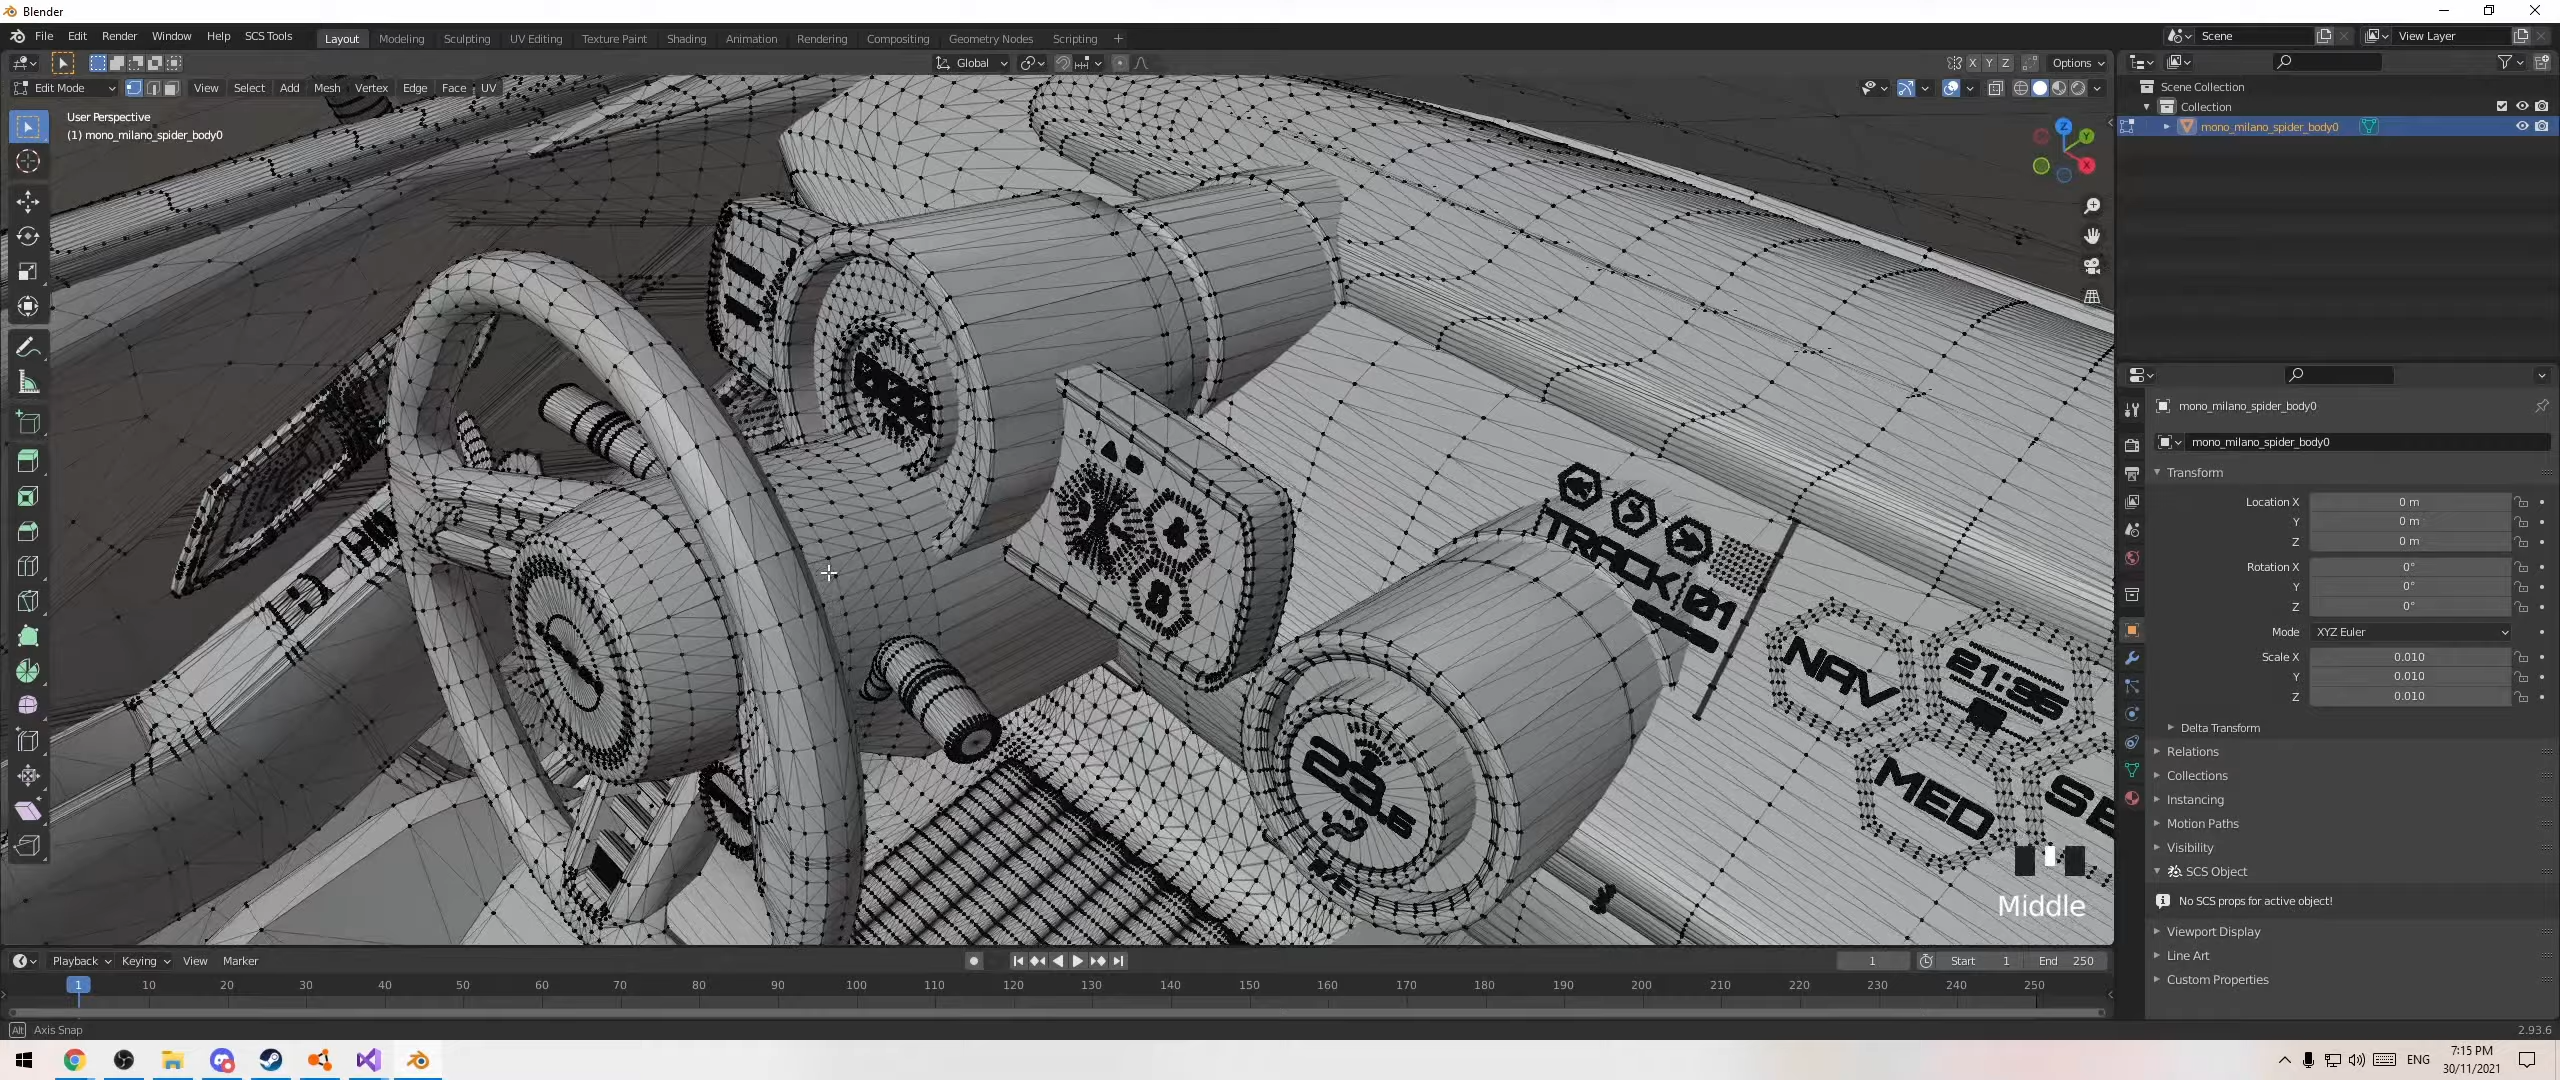 Blender
File Edit Render Window Help SCS Tools
Layout Modeling Sculpting UV Editing Texture Paint Shading Animation Rendering Compositing Geometry Nodes Scripting +
Scene
View Layer
Global
X Y Z
Options
Edit Mode
View Select Add Mesh Vertex Edge Face UV
User Perspective
(1) mono_milano_spider_body0
Z
Y
X
TRACK 01
NAV
21:35
MED
23.5
Middle
Scene Collection
Collection
mono_milano_spider_body0
mono_milano_spider_body0
mono_milano_spider_body0
Transform
Location X 0 m
Y 0 m
Z 0 m
Rotation X 0°
Y 0°
Z 0°
Mode XYZ Euler
Scale X 0.010
Y 0.010
Z 0.010
Delta Transform
Relations
Collections
Instancing
Motion Paths
Visibility
SCS Object
No SCS props for active object!
Viewport Display
Line Art
Custom Properties
Playback Keying View Marker
1 Start 1 End 250
1 10 20 30 40 50 60 70 80 90 100 110 120 130 140 150 160 170 180 190 200 210 220 230 240 250
Alt Axis Snap
2.93.6
ENG
7:15 PM
30/11/2021